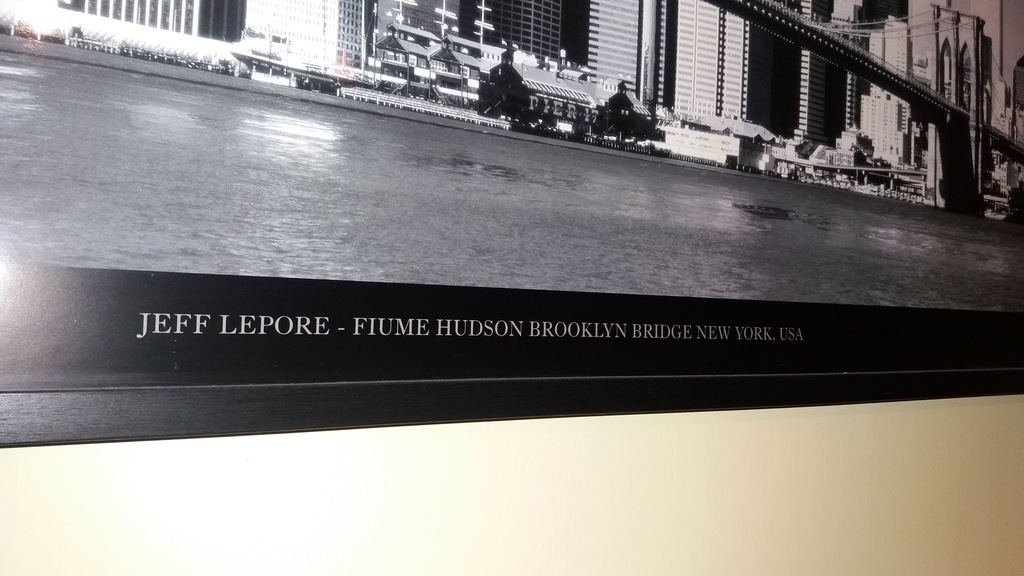 JEFF LEPORE - FIUME HUDSON BROOKLYN BRIDGE NEW YORK, USA